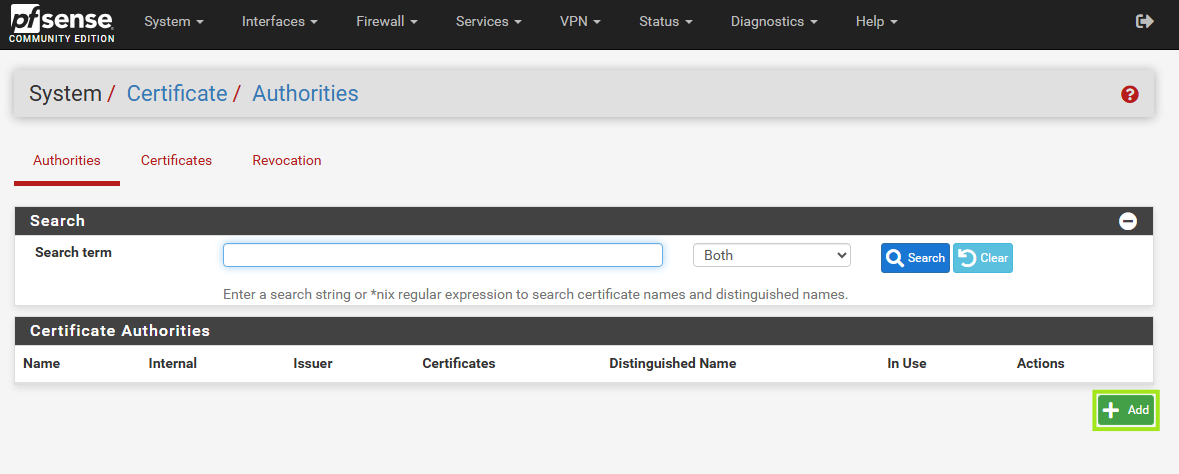 pfsense
COMMUNITY EDITION
System Interfaces Firewall Services VPN Status Diagnostics Help
System / Certificate / Authorities
Authorities Certificates Revocation
Search
Search term Both Search Clear
Enter a search string or *nix regular expression to search certificate names and distinguished names.
Certificate Authorities
Name Internal Issuer Certificates Distinguished Name In Use Actions
Add